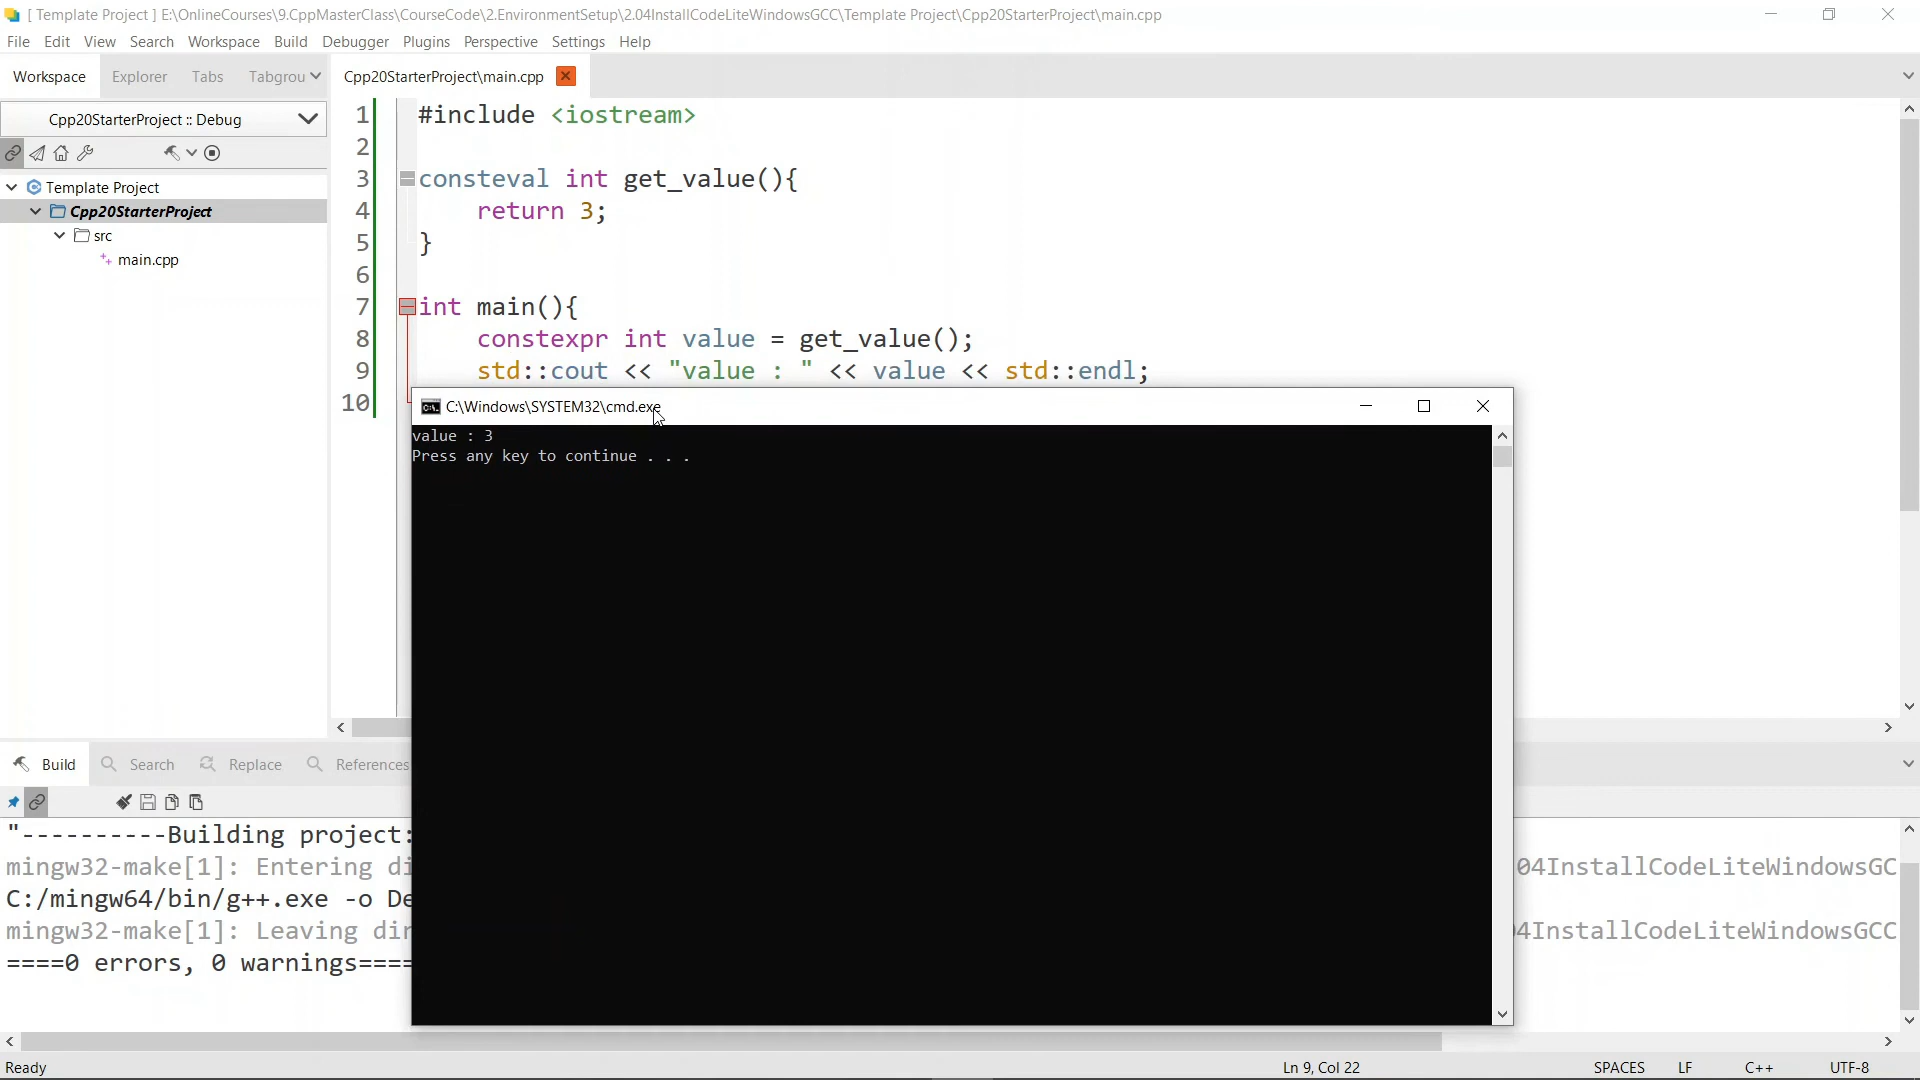 [ Template Project ] E:\OnlineCourses\9.CppMasterClass\CourseCode\2.EnvironmentSetup\2.04InstallCodeLiteWindowsGCC\Template Project\Cpp20StarterProject\main.cpp
File Edit View Search Workspace Build Debugger Plugins Perspective Settings Help
Workspace Explorer Tabs Tabgrou
Cpp20StarterProject\main.cpp
Cpp20StarterProject :: Debug
Template Project
Cpp20StarterProject
src
main.cpp
1 #include <iostream>
2
3 consteval int get_value(){
4 return 3;
5 }
6
7 int main(){
8 constexpr int value = get_value();
9 std::cout << "value : " << value << std::endl;
10
C:\Windows\SYSTEM32\cmd.exe
value : 3
Press any key to continue . . .
Build Search Replace References
"----------Building project:
mingw32-make[1]: Entering di 04InstallCodeLiteWindowsGC
C:/mingw64/bin/g++.exe -o De
mingw32-make[1]: Leaving dir 4InstallCodeLiteWindowsGCC
====0 errors, 0 warnings====
Ready Ln 9, Col 22 SPACES LF C++ UTF-8